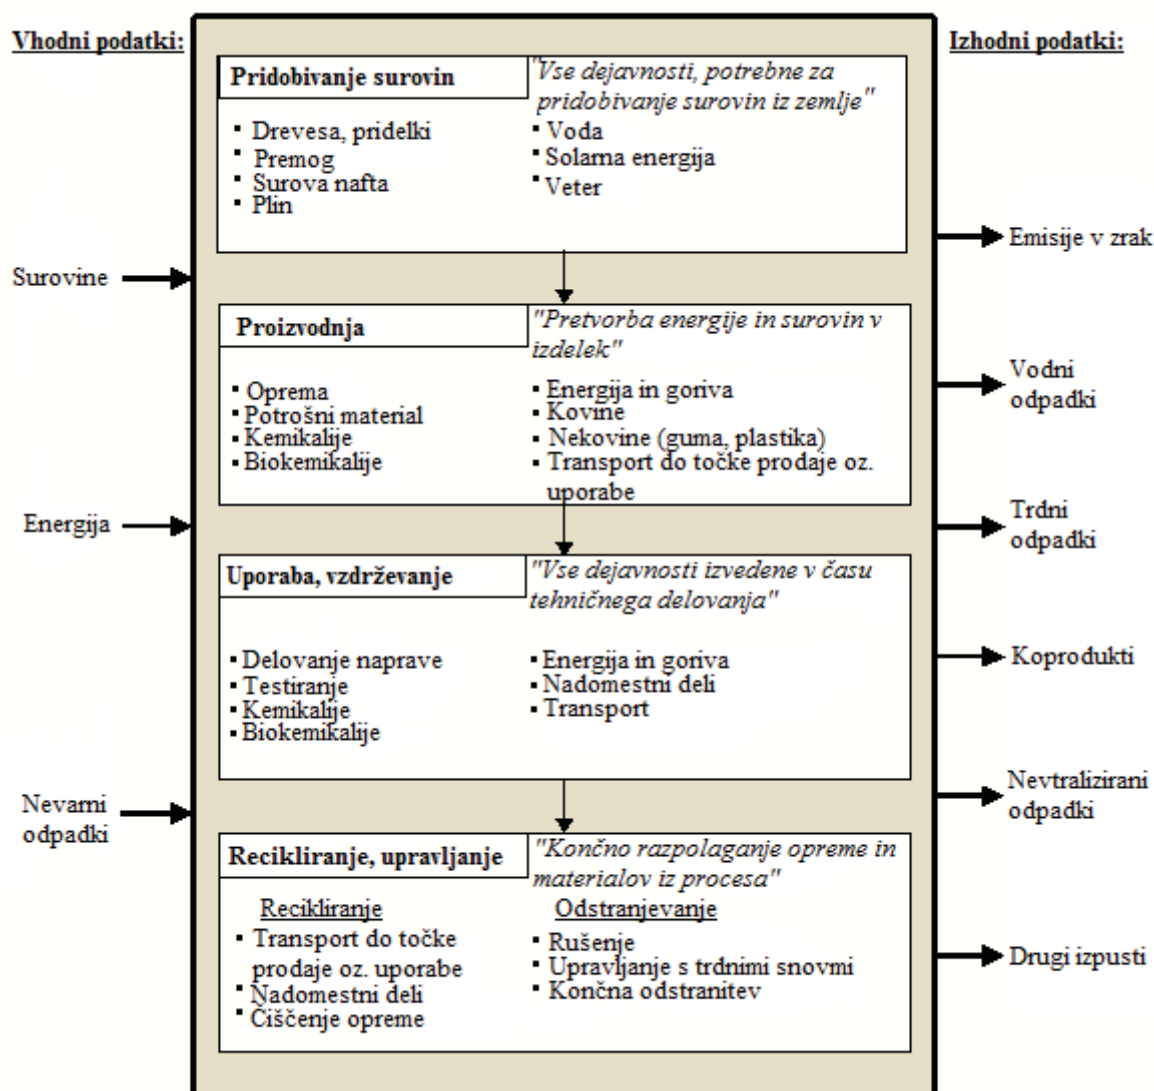 Vhodni podatki:
Izhodni podatki:
Pridobivanje surovin
"Vse dejavnosti, potrebne za
pridobivanje surovin iz zemlje"
▪ Drevesa, pridelki
▪ Premog
▪ Surova nafta
▪ Plin
▪ Voda
▪ Solarna energija
▪ Veter
Surovine
Emisije v zrak
Proizvodnja
"Pretvorba energije in surovin v
izdelek"
▪ Oprema
▪ Potrošni material
▪ Kemikalije
▪ Biokemikalije
▪ Energija in goriva
▪ Kovine
▪ Nekovine (guma, plastika)
▪ Transport do točke prodaje oz.
uporabe
Vodni
odpadki
Energija
Trdni
odpadki
Uporaba, vzdrževanje
"Vse dejavnosti izvedene v času
tehničnega delovanja"
▪ Delovanje naprave
▪ Testiranje
▪ Kemikalije
▪ Biokemikalije
▪ Energija in goriva
▪ Nadomestni deli
▪ Transport
Koprodukti
Nevarni
odpadki
Nevtralizirani
odpadki
Recikliranje, upravljanje
"Končno razpolaganje opreme in
materialov iz procesa"
Recikliranje
▪ Transport do točke
prodaje oz. uporabe
▪ Nadomestni deli
▪ Čiščenje opreme
Odstranjevanje
▪ Rušenje
▪ Upravljanje s trdnimi snovmi
▪ Končna odstranitev
Drugi izpusti